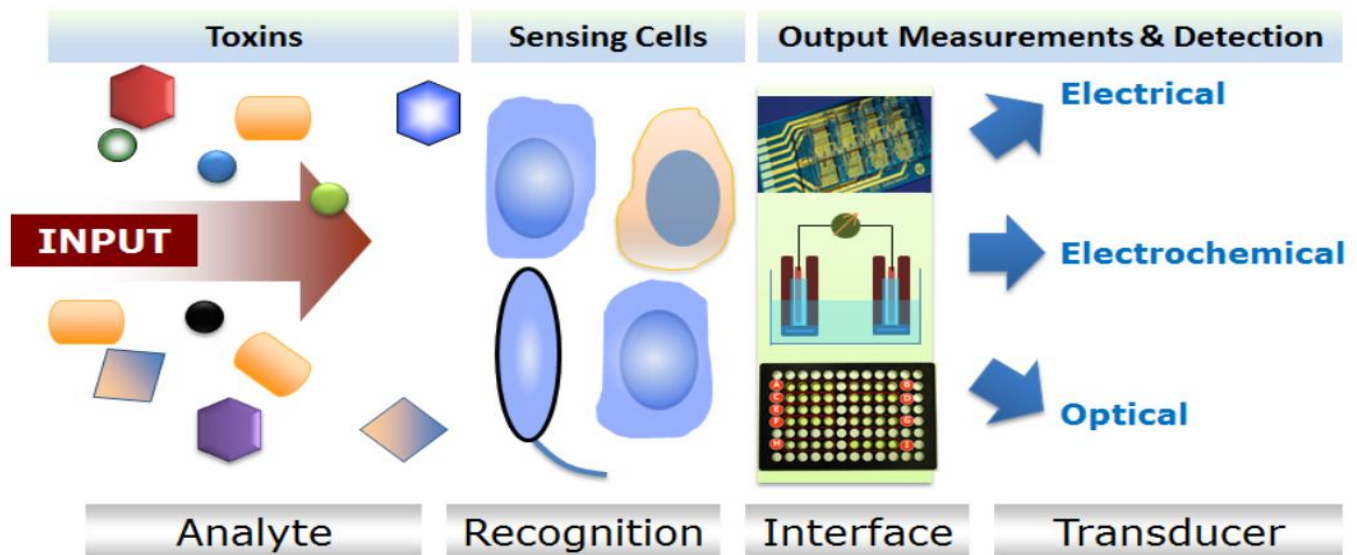 Toxins
Sensing Cells
Output Measurements & Detection
INPUT
Electrical
Electrochemical
Optical
A B
C D
E
F G
H I
Analyte
Recognition
Interface
Transducer